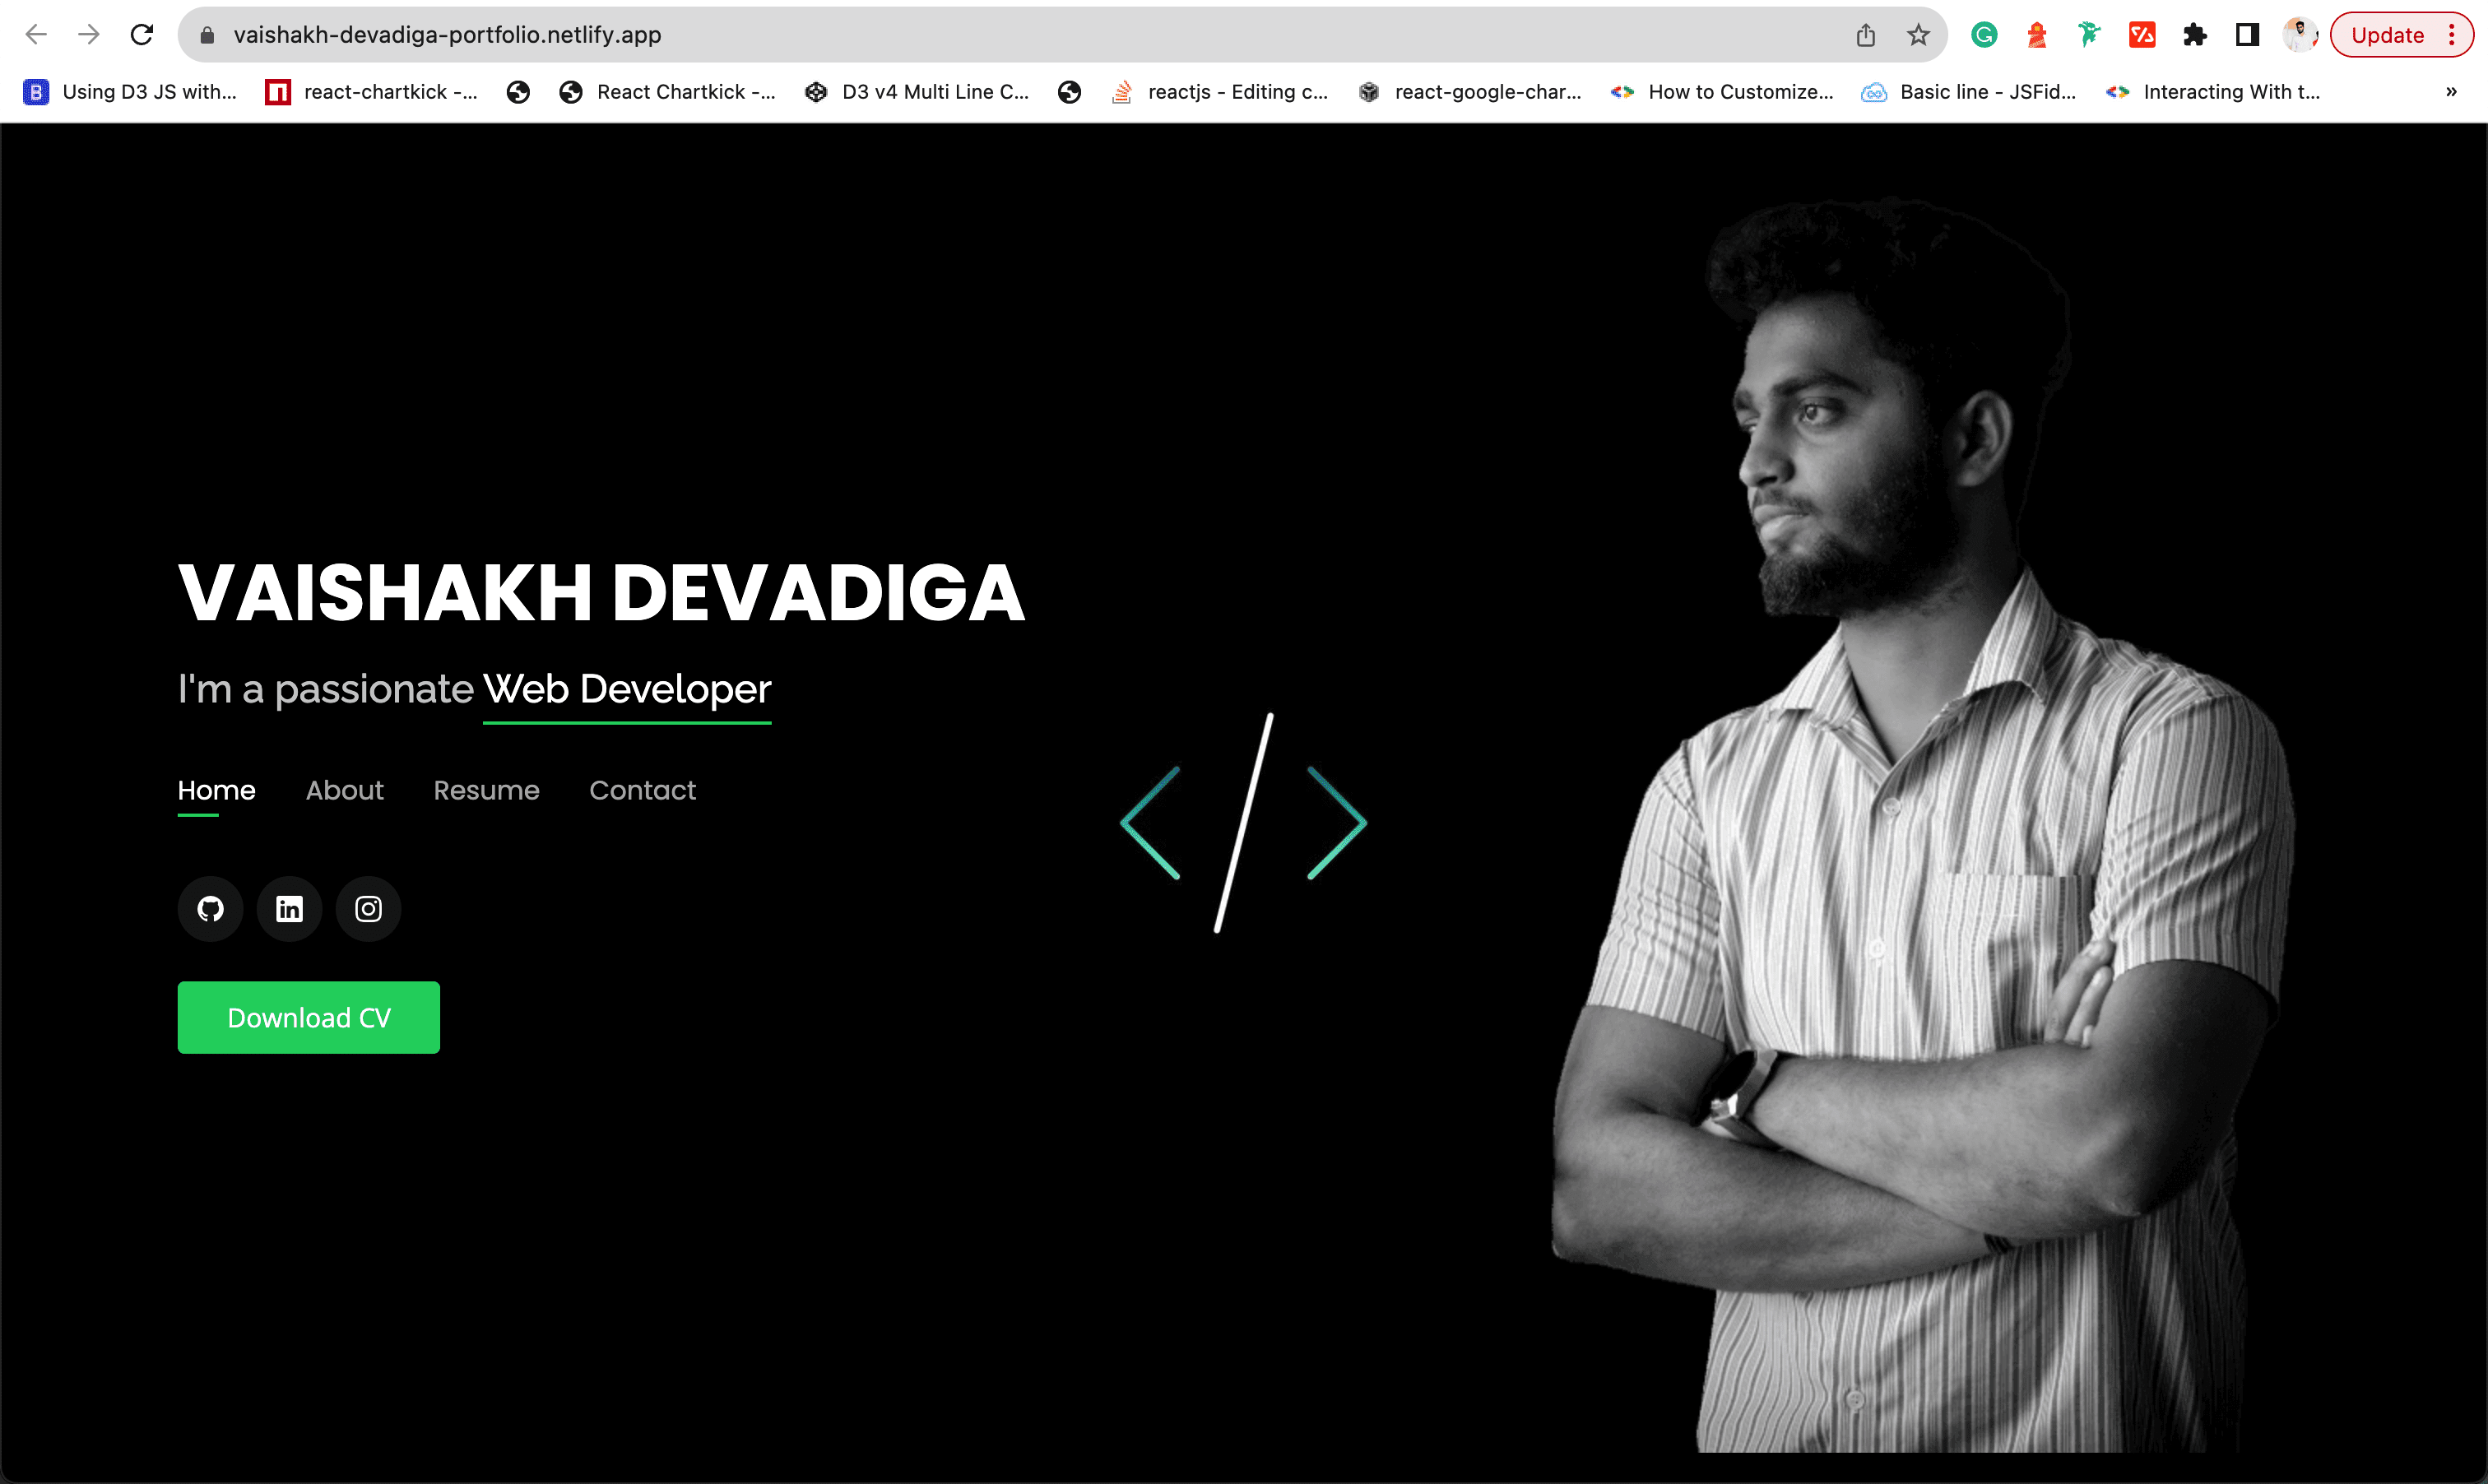 vaishakh-devadiga-portfolio.netlify.app
Update
Using D3 JS with...
react-chartkick -...
React Chartkick -...
D3 v4 Multi Line C...
reactjs - Editing c...
react-google-char...
How to Customize...
Basic line - JSFid...
Interacting With t...
»
VAISHAKH DEVADIGA
I'm a passionate Web Developer
Home About Resume Contact
</>
Download CV